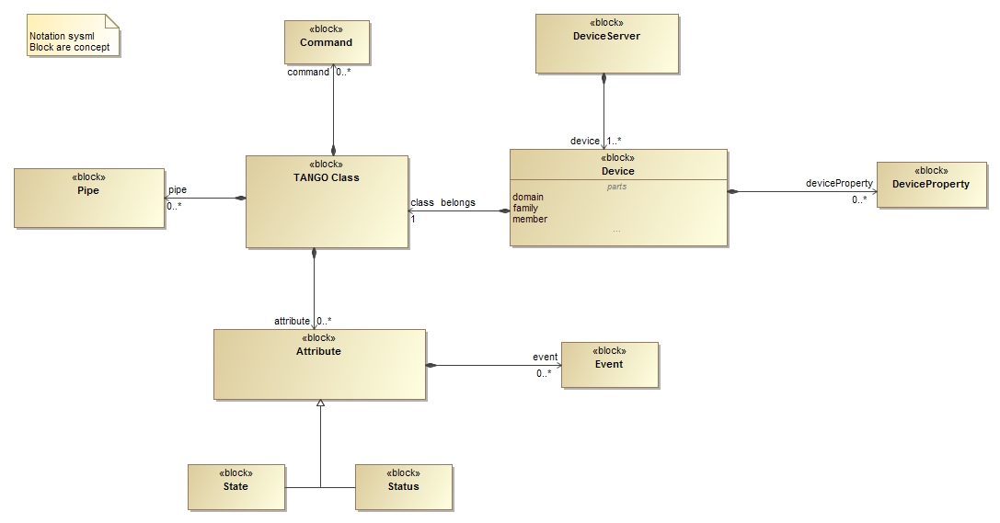 Notation sysml
Block are concept
«block»
Command
command 0..*
«block»
DeviceServer
device 1..*
«block»
Pipe
pipe
0..*
«block»
TANGO Class
class belongs
1
«block»
Device
parts
domain
family
member
...
deviceProperty
0..*
«block»
DeviceProperty
attribute 0..*
«block»
Attribute
event
0..*
«block»
Event
«block»
State
«block»
Status